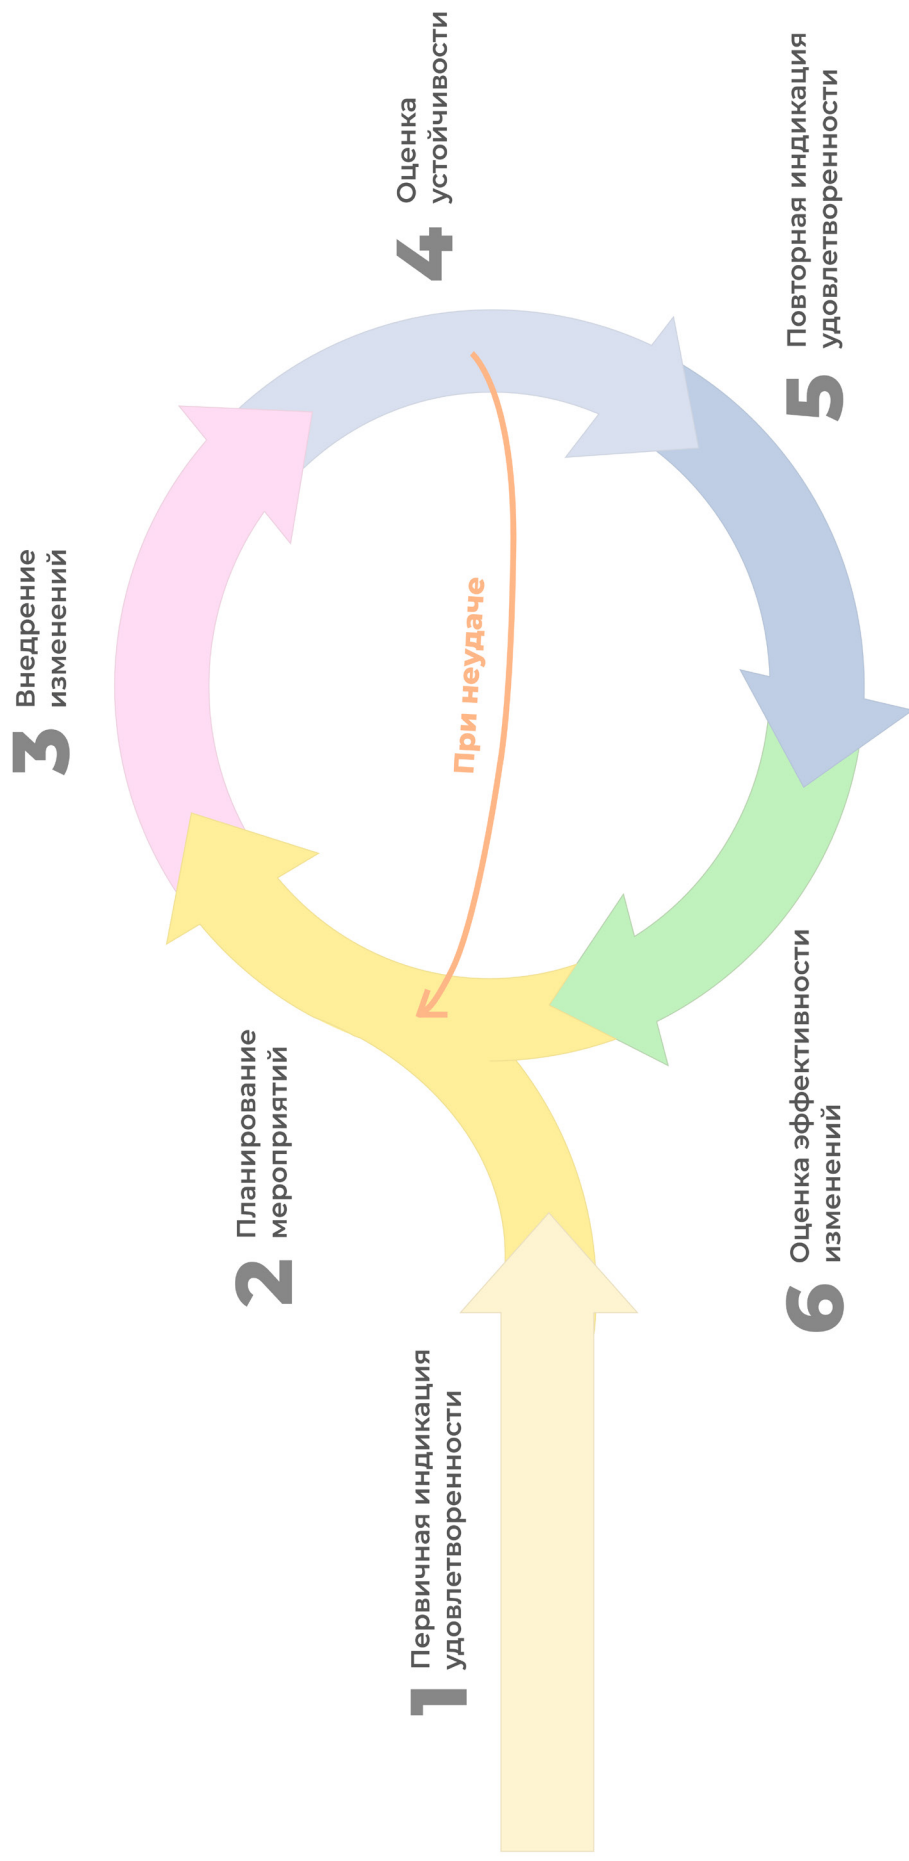 1
Первичная индикация
удовлетворенности
2
Планирование
мероприятий
3
Внедрение
изменений
4
Оценка
устойчивости
5
Повторная индикация
удовлетворенности
6
Оценка эффективности
изменений
При неудаче